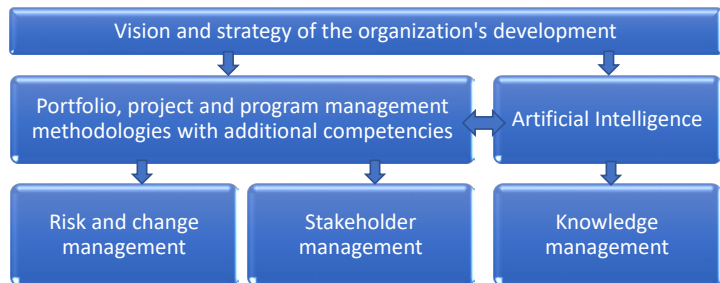 Vision and strategy of the organization's development
Portfolio, project and program management
methodologies with additional competencies
Artificial Intelligence
Risk and change
management
Stakeholder
management
Knowledge
management